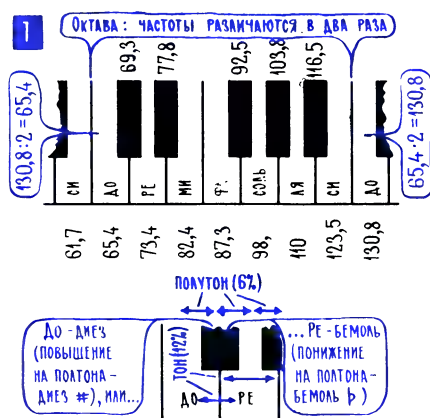 1
ОКТАВА: ЧАСТОТЫ РАЗЛИЧАЮТСЯ В ДВА РАЗА
130,8:2=65,4
69,3 77,8 92,5 103,8 116,5
65,4·2=130,8
СИ ДО РЕ МИ ФА СОЛЬ ЛЯ СИ ДО
61,7 65,4 73,4 82,4 87,3 98, 110 123,5 130,8
ПОЛУТОН (6%)
ДО-ДИЕЗ
(ПОВЫШЕНИЕ
НА ПОЛТОНА-
ДИЕЗ #), ИЛИ...
ТОН (12%)
ДО РЕ
...РЕ-БЕМОЛЬ
(ПОНИЖЕНИЕ
НА ПОЛТОНА-
БЕМОЛЬ ♭)